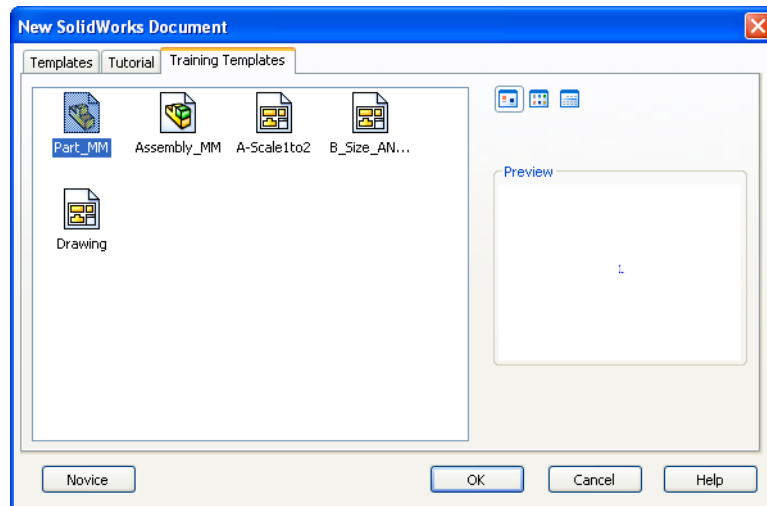 New SolidWorks Document
Templates Tutorial Training Templates
Part_MM Assembly_MM A-Scale1to2 B_Size_AN...
Preview
Drawing
Novice OK Cancel Help